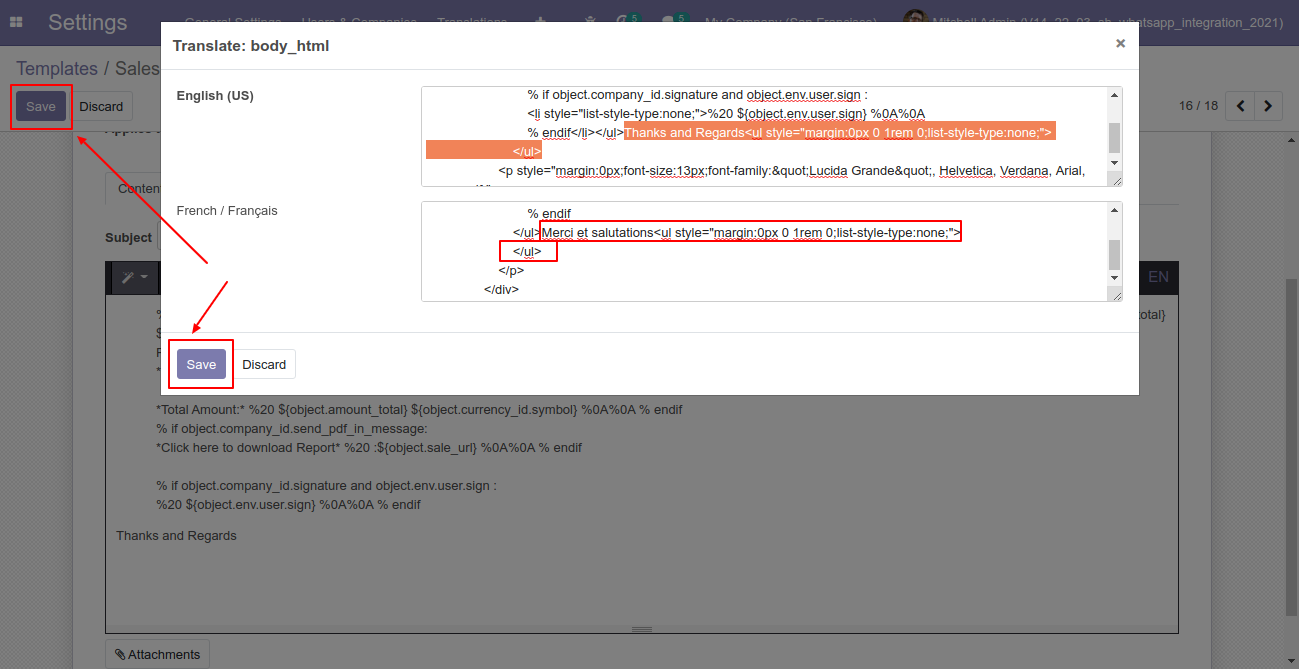 Settings
General Settings Users & Companies Translations
5 5 My Company (San Francisco) Mitchell Admin (V14_22_03_sh_whatsapp_integration_2021)
Templates / Sales
Save Discard
16 / 18
Translate: body_html ×
English (US)
% if object.company_id.signature and object.env.user.sign :
<li style="list-style-type:none;">%20 ${object.env.user.sign} %0A%0A
% endif</li></ul>Thanks and Regards<ul style="margin:0px 0 1rem 0;list-style-type:none;">
</ul>
<p style="margin:0px;font-size:13px;font-family:&quot;Lucida Grande&quot;, Helvetica, Verdana, Arial,
French / Français
% endif
</ul>Merci et salutations<ul style="margin:0px 0 1rem 0;list-style-type:none;">
</ul>
</p>
</div>
Save Discard
Conten
Subject
EN
otal}
*Total Amount:* %20 ${object.amount_total} ${object.currency_id.symbol} %0A%0A % endif
% if object.company_id.send_pdf_in_message:
*Click here to download Report* %20 :${object.sale_url} %0A%0A % endif
% if object.company_id.signature and object.env.user.sign :
%20 ${object.env.user.sign} %0A%0A % endif
Thanks and Regards
Attachments